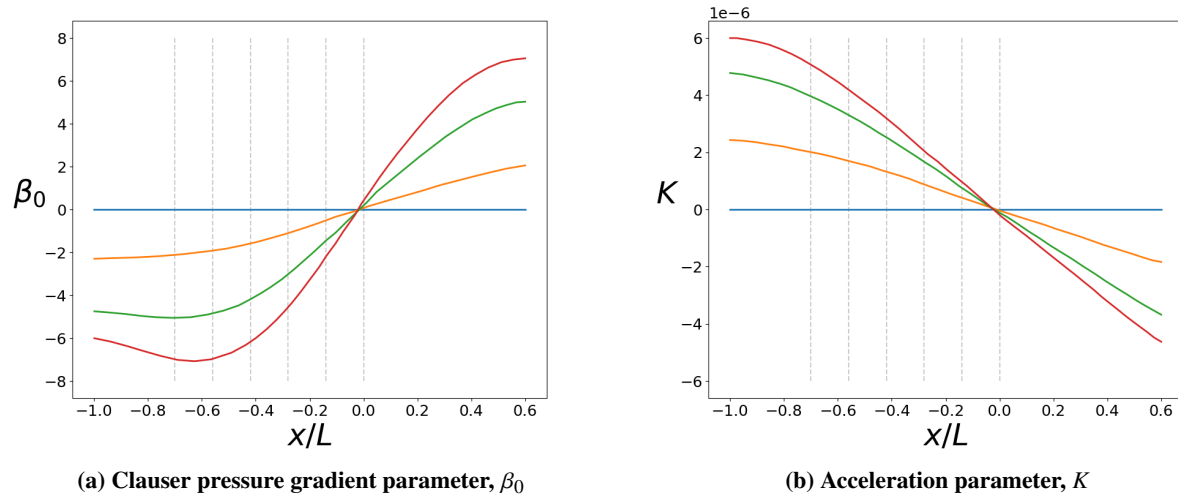 8
6
4
2
0
−2
−4
−6
−8
β₀
−1.0 −0.8 −0.6 −0.4 −0.2 0.0 0.2 0.4 0.6
x/L
(a) Clauser pressure gradient parameter, β₀
1e−6
6
4
2
0
−2
−4
−6
K
−1.0 −0.8 −0.6 −0.4 −0.2 0.0 0.2 0.4 0.6
x/L
(b) Acceleration parameter, K